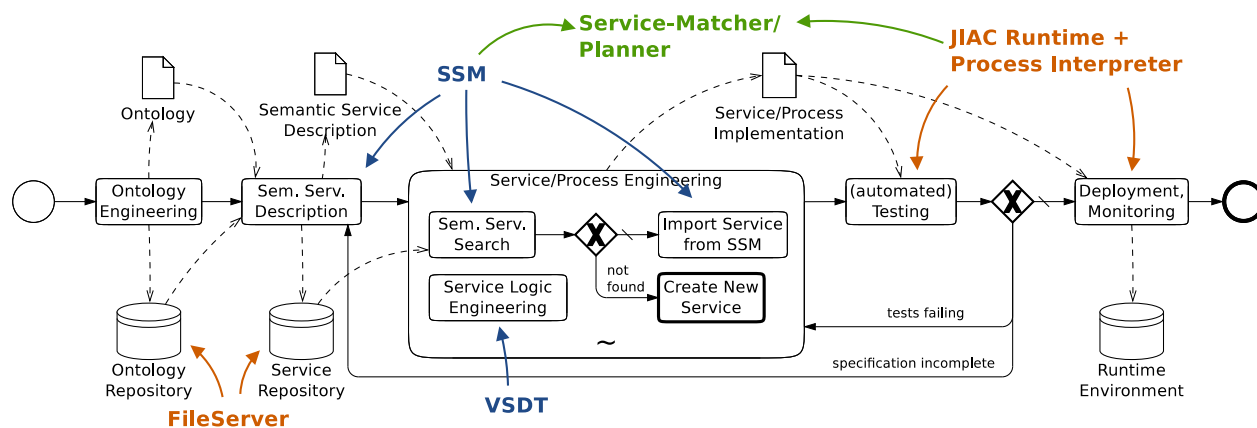 Service-Matcher/
Planner
JIAC Runtime +
Process Interpreter
SSM
Ontology
Semantic Service
Description
Service/Process
Implementation
Ontology
Engineering
Sem. Serv.
Description
Service/Process Engineering
Sem. Serv.
Search
X
Import Service
from SSM
not
found
Service Logic
Engineering
Create New
Service
~
(automated)
Testing
X
Deployment,
Monitoring
tests failing
specification incomplete
Ontology
Repository
Service
Repository
Runtime
Environment
FileServer
VSDT